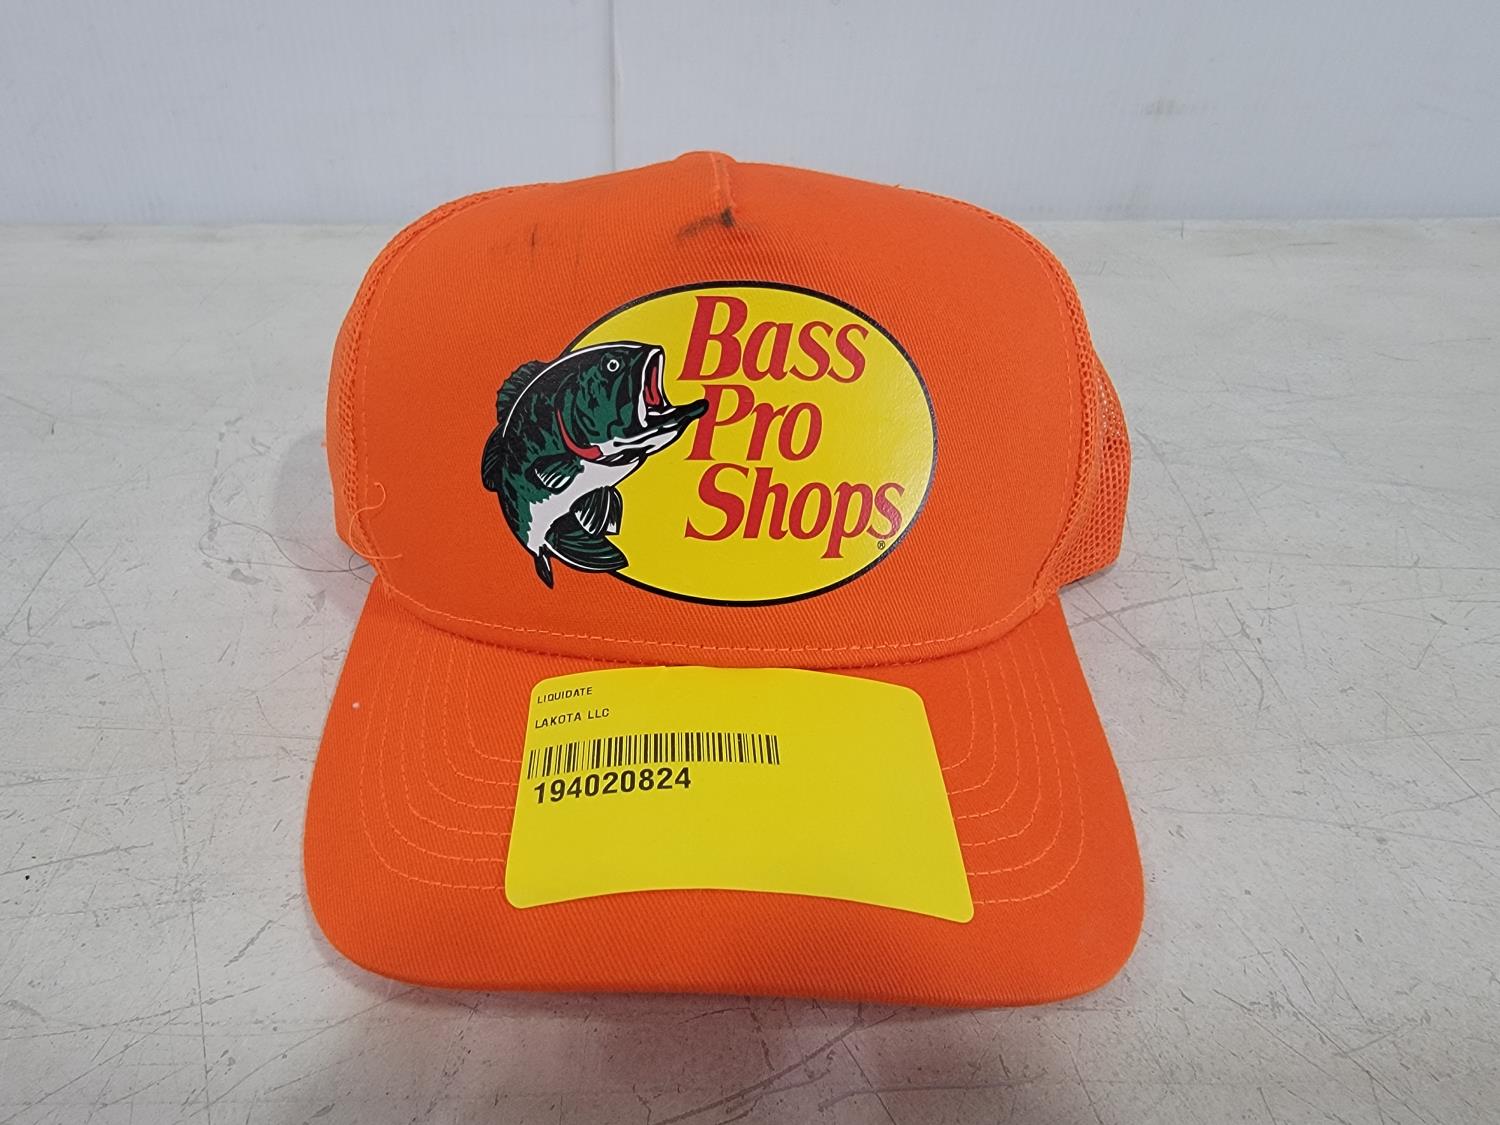 Bass
Pro
Shops®
LIQUIDATE
LAKOTA LLC
194020824